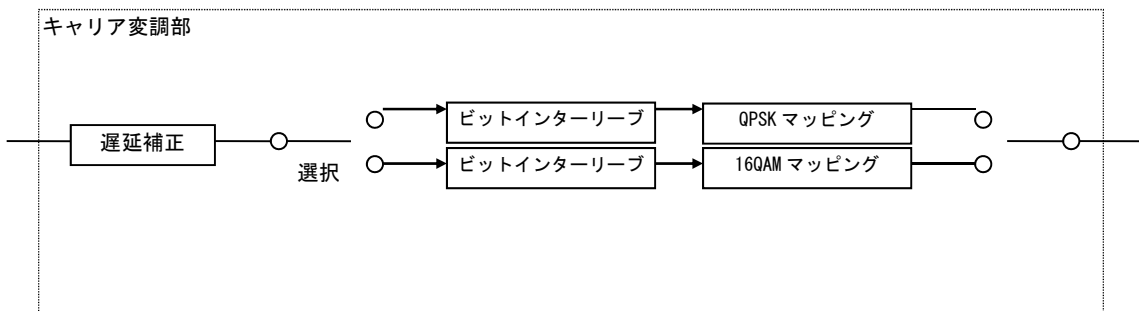 キャリア変調部
遅延補正
選択
ビットインターリーブ
QPSK マッピング
ビットインターリーブ
16QAM マッピング